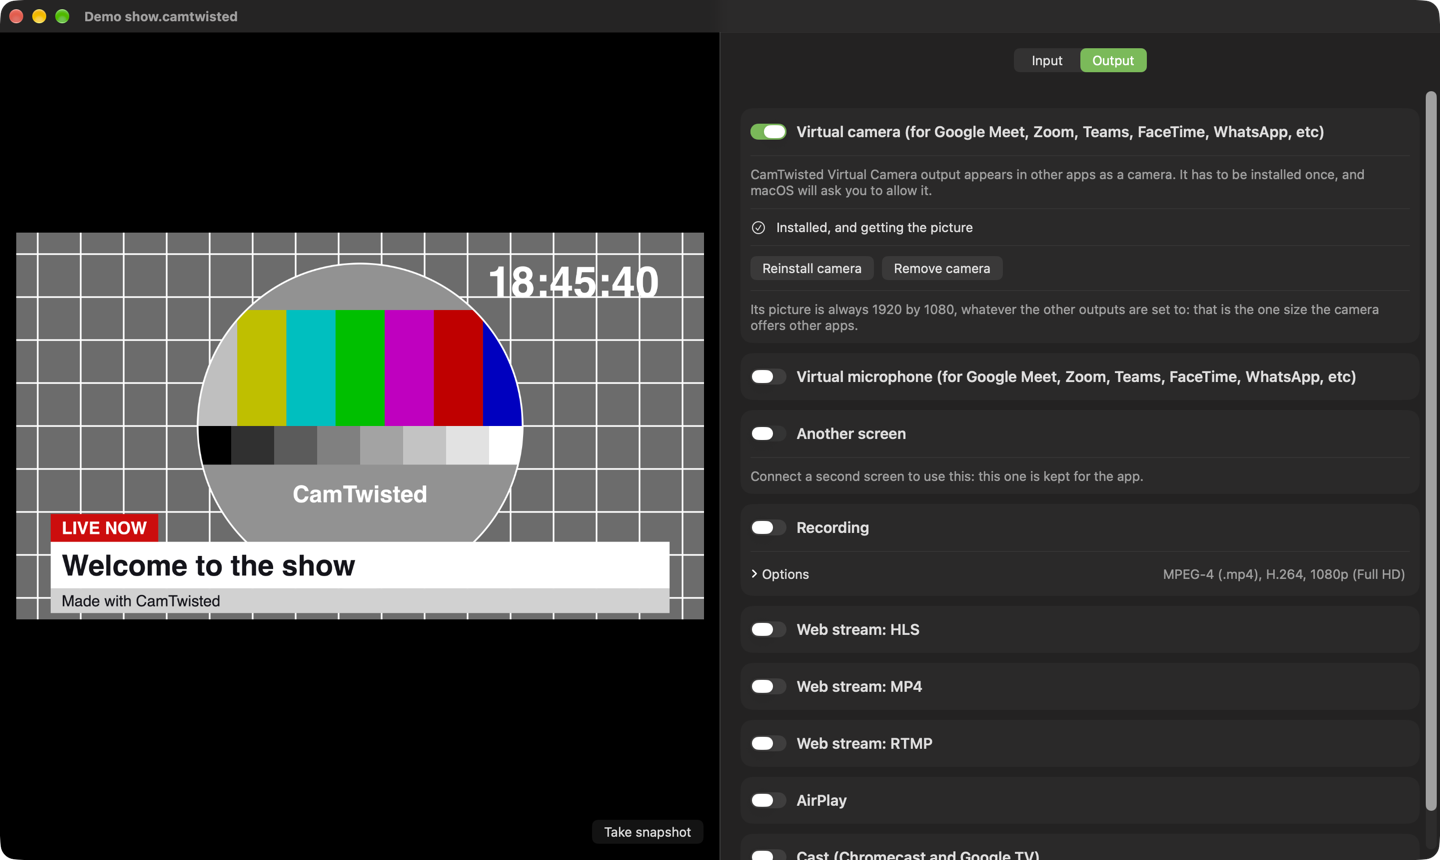 Demo show.camtwisted
18:45:40
CamTwisted
LIVE NOW
Welcome to the show
Made with CamTwisted
Take snapshot
Input
Output
Virtual camera (for Google Meet, Zoom, Teams, FaceTime, WhatsApp, etc)
CamTwisted Virtual Camera output appears in other apps as a camera. It has to be installed once, and
macOS will ask you to allow it.
Installed, and getting the picture
Reinstall camera
Remove camera
Its picture is always 1920 by 1080, whatever the other outputs are set to: that is the one size the camera
offers other apps.
Virtual microphone (for Google Meet, Zoom, Teams, FaceTime, WhatsApp, etc)
Another screen
Connect a second screen to use this: this one is kept for the app.
Recording
Options
MPEG-4 (.mp4), H.264, 1080p (Full HD)
Web stream: HLS
Web stream: MP4
Web stream: RTMP
AirPlay
Cast (Chromecast and Google TV)